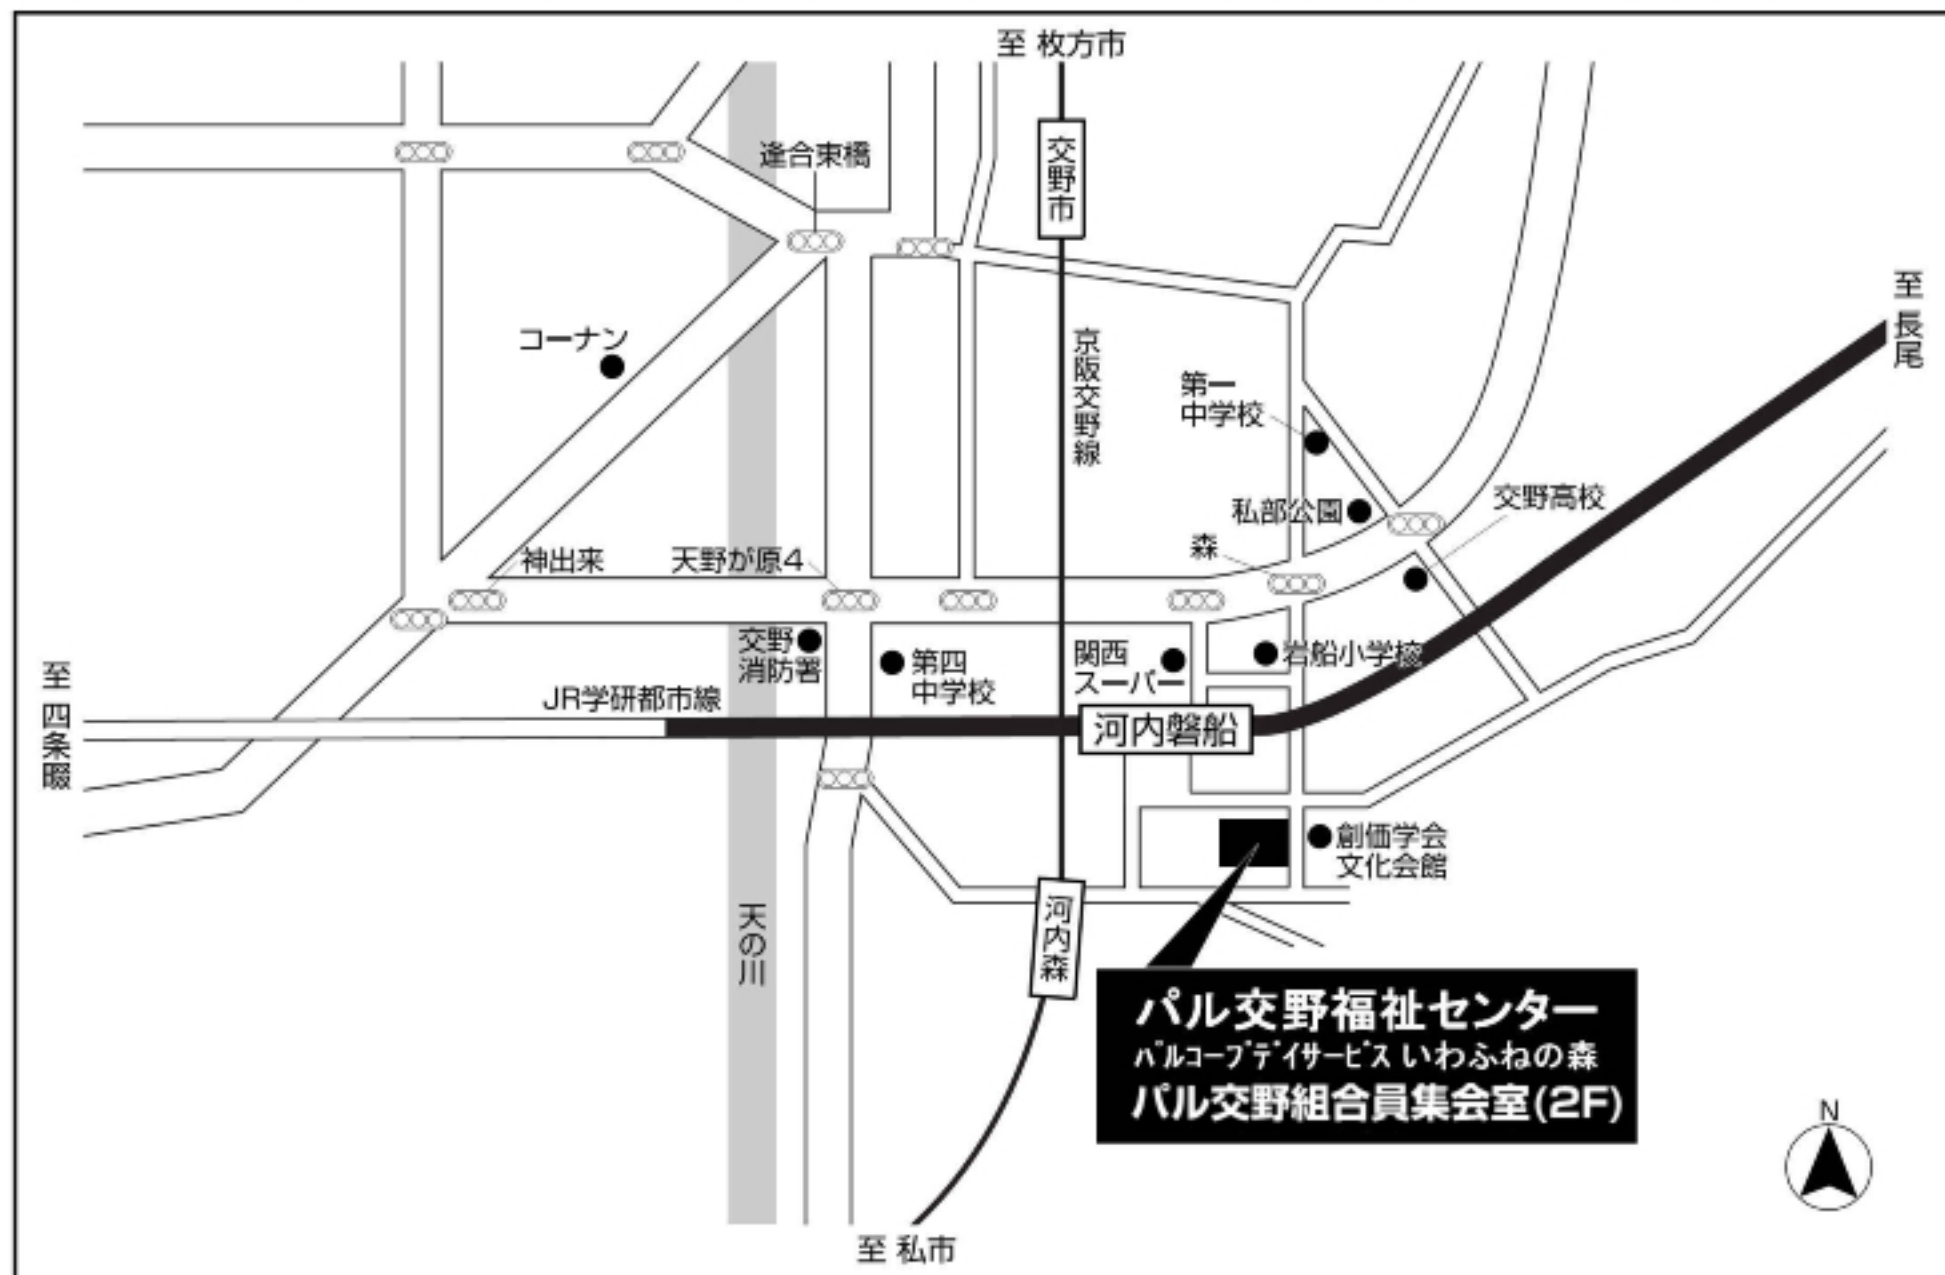 至 枚方市
交野市
逢合東橋
至 長尾
コーナン
京阪交野線
第一
中学校
私部公園
交野高校
森
神出来
天野が原4
交野
消防署
第四
中学校
関西
スーパー
岩船小学校
至 四条畷
JR学研都市線
河内磐船
創価学会
文化会館
天の川
河内森
パル交野福祉センター
パルコープデイサービス いわふねの森
パル交野組合員集会室(2F)
N
至 私市